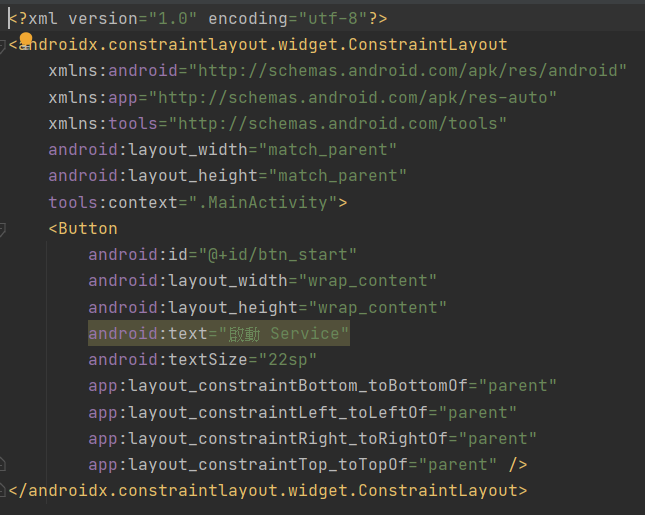 <?xml version="1.0" encoding="utf-8"?>
<androidx.constraintlayout.widget.ConstraintLayout
    xmlns:android="http://schemas.android.com/apk/res/android"
    xmlns:app="http://schemas.android.com/apk/res-auto"
    xmlns:tools="http://schemas.android.com/tools"
    android:layout_width="match_parent"
    android:layout_height="match_parent"
    tools:context=".MainActivity">
    <Button
        android:id="@+id/btn_start"
        android:layout_width="wrap_content"
        android:layout_height="wrap_content"
        android:text="啟動 Service"
        android:textSize="22sp"
        app:layout_constraintBottom_toBottomOf="parent"
        app:layout_constraintLeft_toLeftOf="parent"
        app:layout_constraintRight_toRightOf="parent"
        app:layout_constraintTop_toTopOf="parent" />
</androidx.constraintlayout.widget.ConstraintLayout>